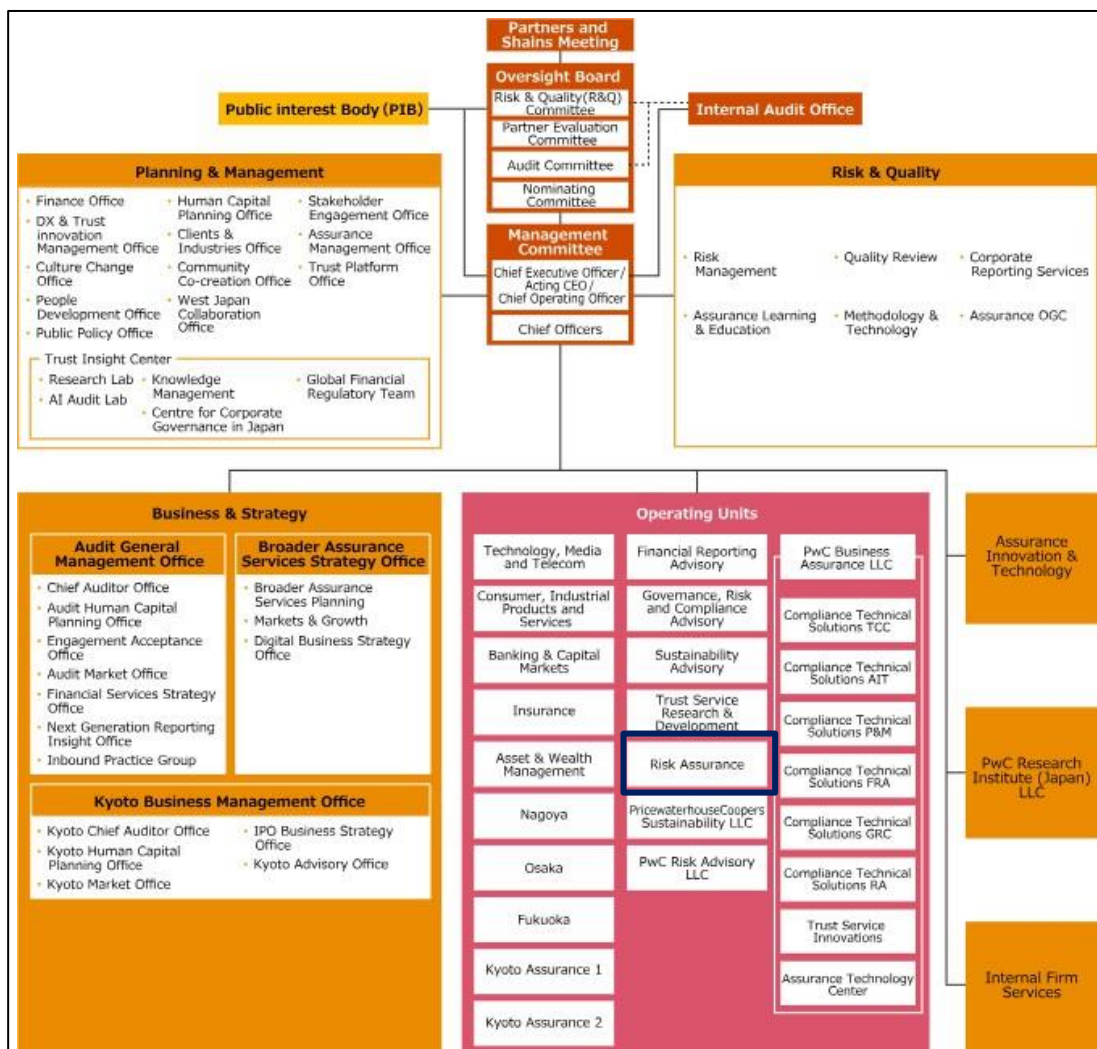 Partners and
Shains Meeting
Oversight Board
Risk & Quality(R&Q)
Committee
Partner Evaluation
Committee
Audit Committee
Nominating
Committee
Public interest Body (PIB)
Internal Audit Office
Management
Committee
Chief Executive Officer /
Acting CEO /
Chief Operating Officer
Chief Officers
Planning & Management
Finance Office
DX & Trust
innovation
Management Office
Culture Change
Office
People
Development Office
Public Policy Office
Human Capital
Planning Office
Clients &
Industries Office
Community
Co-creation Office
West Japan
Collaboration
Office
Stakeholder
Engagement Office
Assurance
Management Office
Trust Platform
Office
Trust Insight Center
Research Lab
AI Audit Lab
Knowledge
Management
Centre for Corporate
Governance in Japan
Global Financial
Regulatory Team
Risk & Quality
Risk
Management
Quality Review
Corporate
Reporting Services
Assurance Learning
& Education
Methodology &
Technology
Assurance OGC
Business & Strategy
Audit General
Management Office
Chief Auditor Office
Audit Human Capital
Planning Office
Engagement Acceptance
Office
Audit Market Office
Financial Services Strategy
Office
Next Generation Reporting
Insight Office
Inbound Practice Group
Broader Assurance
Services Strategy Office
Broader Assurance
Services Planning
Markets & Growth
Digital Business Strategy
Office
Kyoto Business Management Office
Kyoto Chief Auditor Office
Kyoto Human Capital
Planning Office
Kyoto Market Office
IPO Business Strategy
Office
Kyoto Advisory Office
Operating Units
Technology, Media
and Telecom
Consumer, Industrial
Products and
Services
Banking & Capital
Markets
Insurance
Asset & Wealth
Management
Nagoya
Osaka
Fukuoka
Kyoto Assurance 1
Kyoto Assurance 2
Financial Reporting
Advisory
Governance, Risk
and Compliance
Advisory
Sustainability
Advisory
Trust Service
Research &
Development
Risk Assurance
PricewaterhouseCoopers
Sustainability LLC
PwC Risk Advisory
LLC
PwC Business
Assurance LLC
Compliance Technical
Solutions TCC
Compliance Technical
Solutions AIT
Compliance Technical
Solutions P&M
Compliance Technical
Solutions FRA
Compliance Technical
Solutions GRC
Compliance Technical
Solutions RA
Trust Service
Innovations
Assurance Technology
Center
Assurance
Innovation &
Technology
PwC Research
Institute (Japan)
LLC
Internal Firm
Services